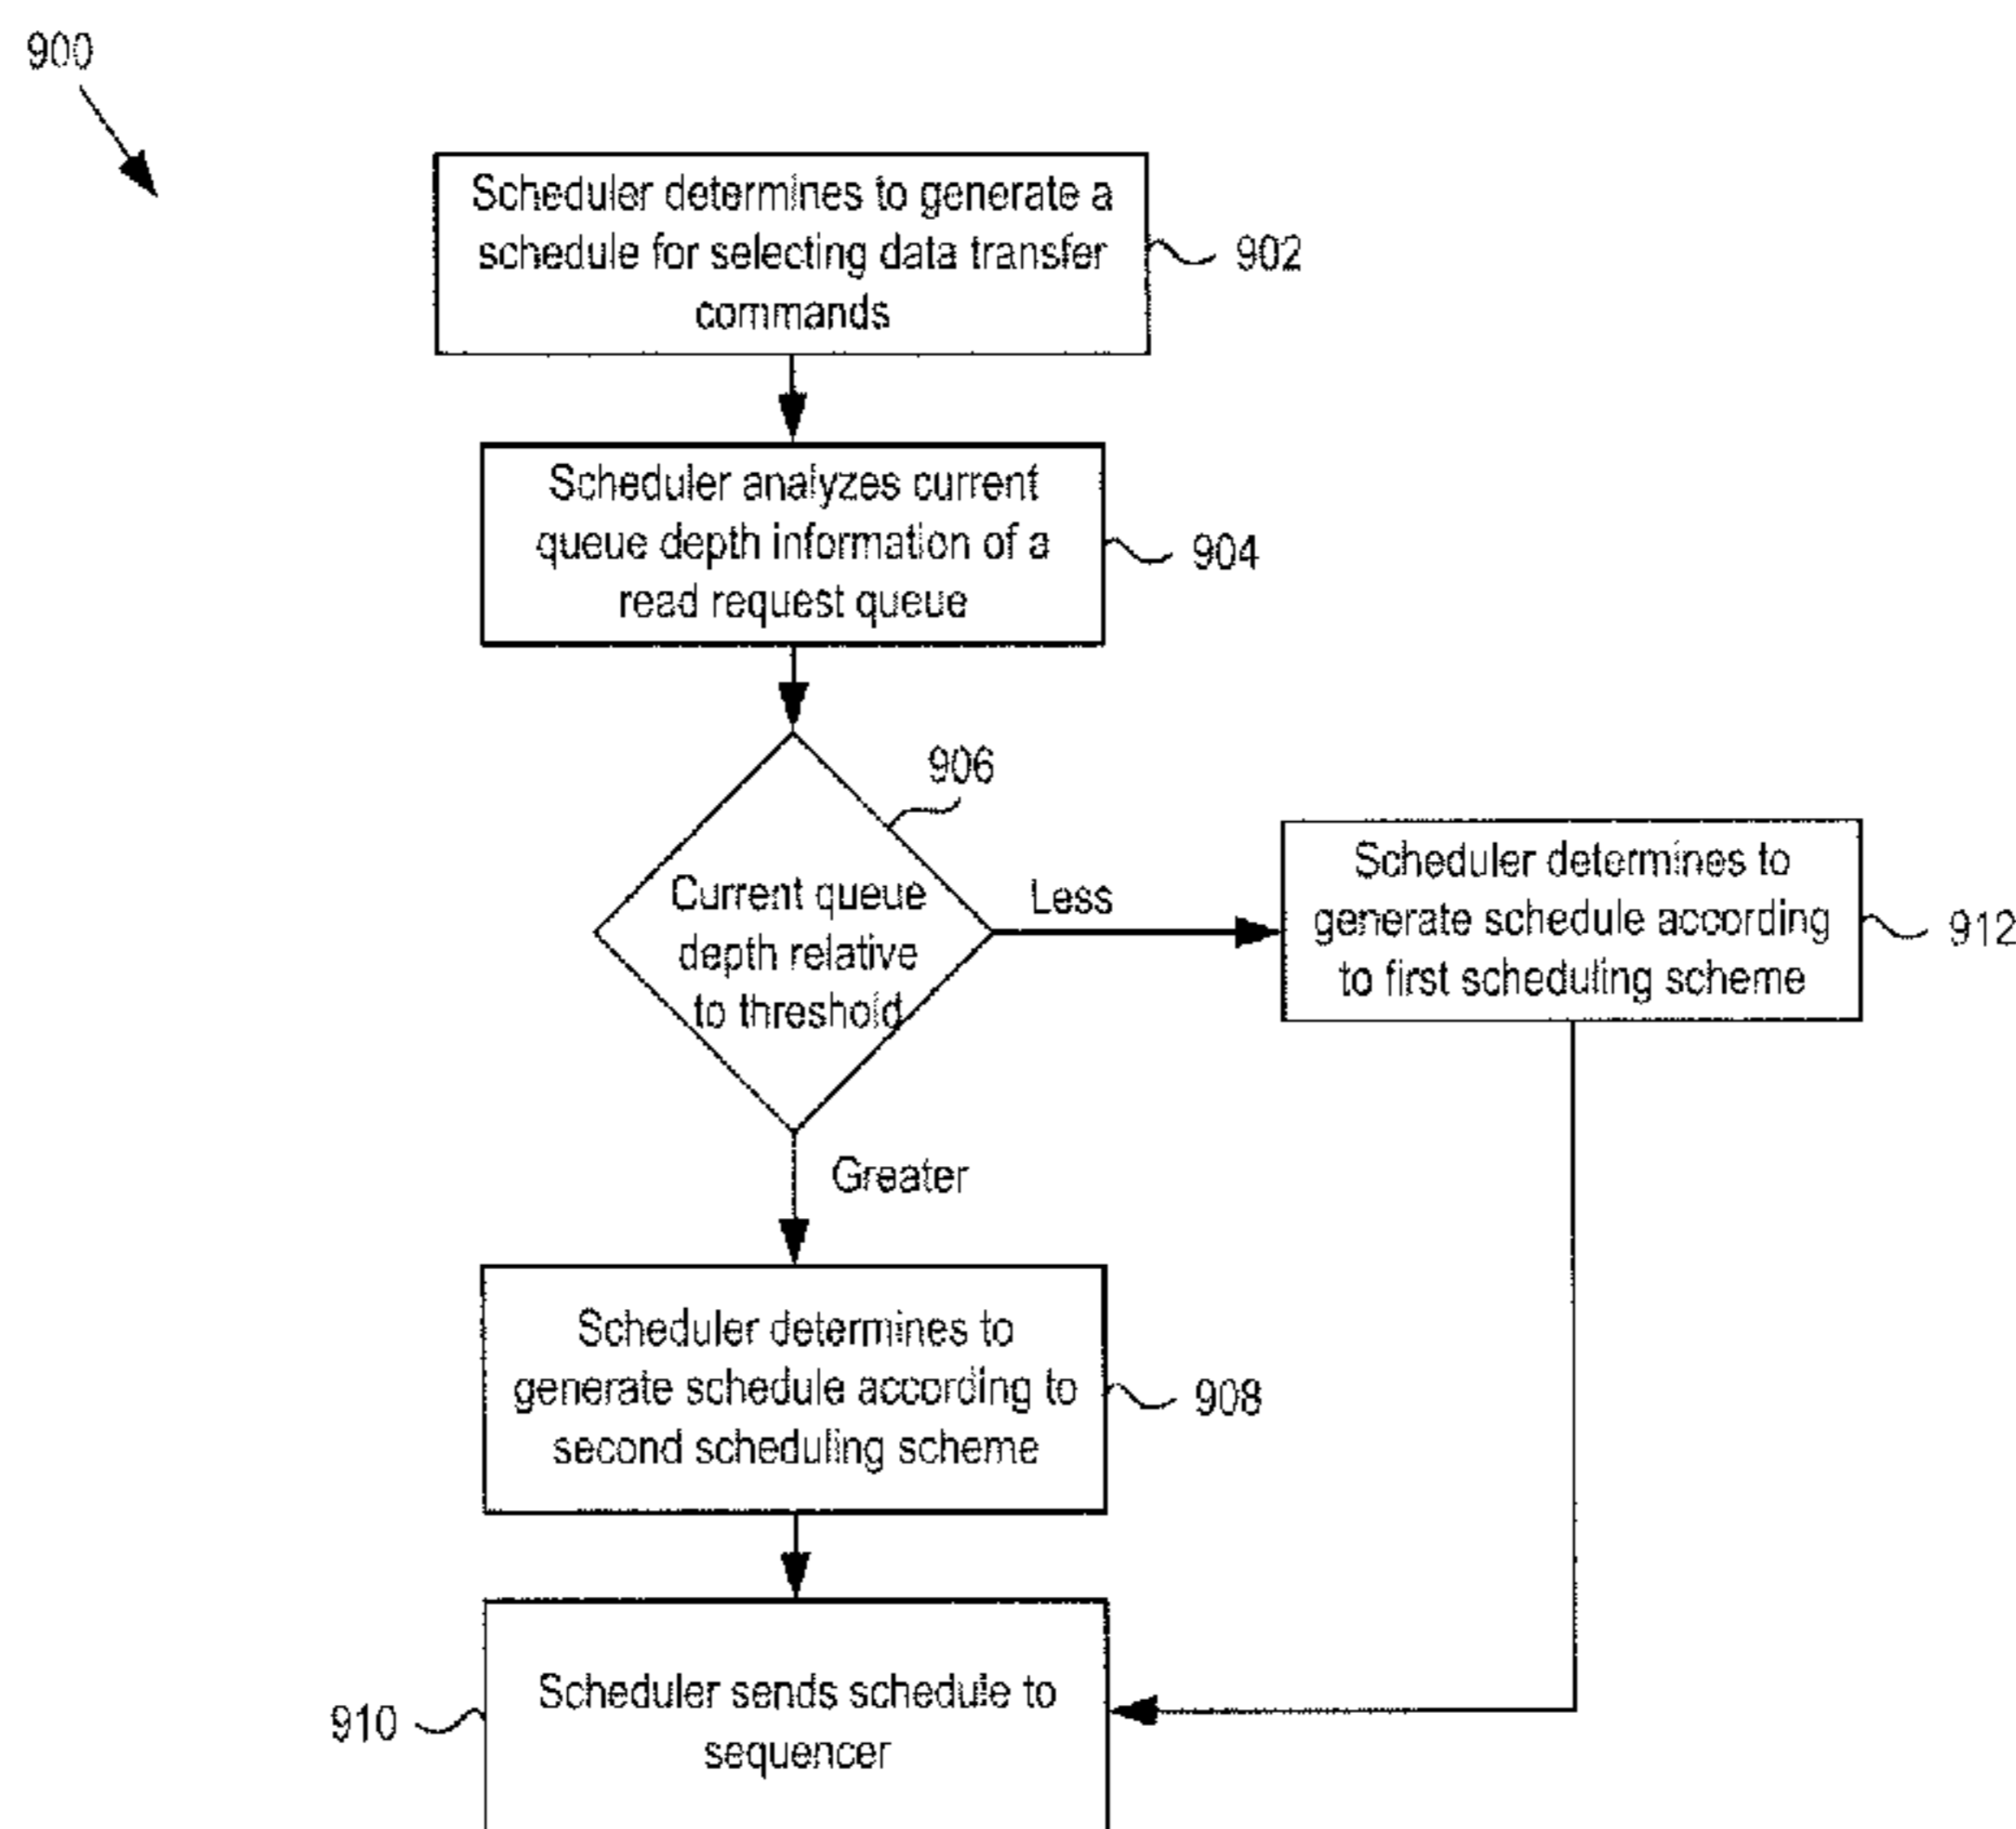 900
Scheduler determines to generate a
schedule for selecting data transfer
commands
902
Scheduler analyzes current
queue depth information of a
read request queue
904
906
Current queue
depth relative
to threshold
Less
Scheduler determines to
generate schedule according
to first scheduling scheme
912
Greater
Scheduler determines to
generate schedule according to
second scheduling scheme
908
Scheduler sends schedule to
sequencer
910